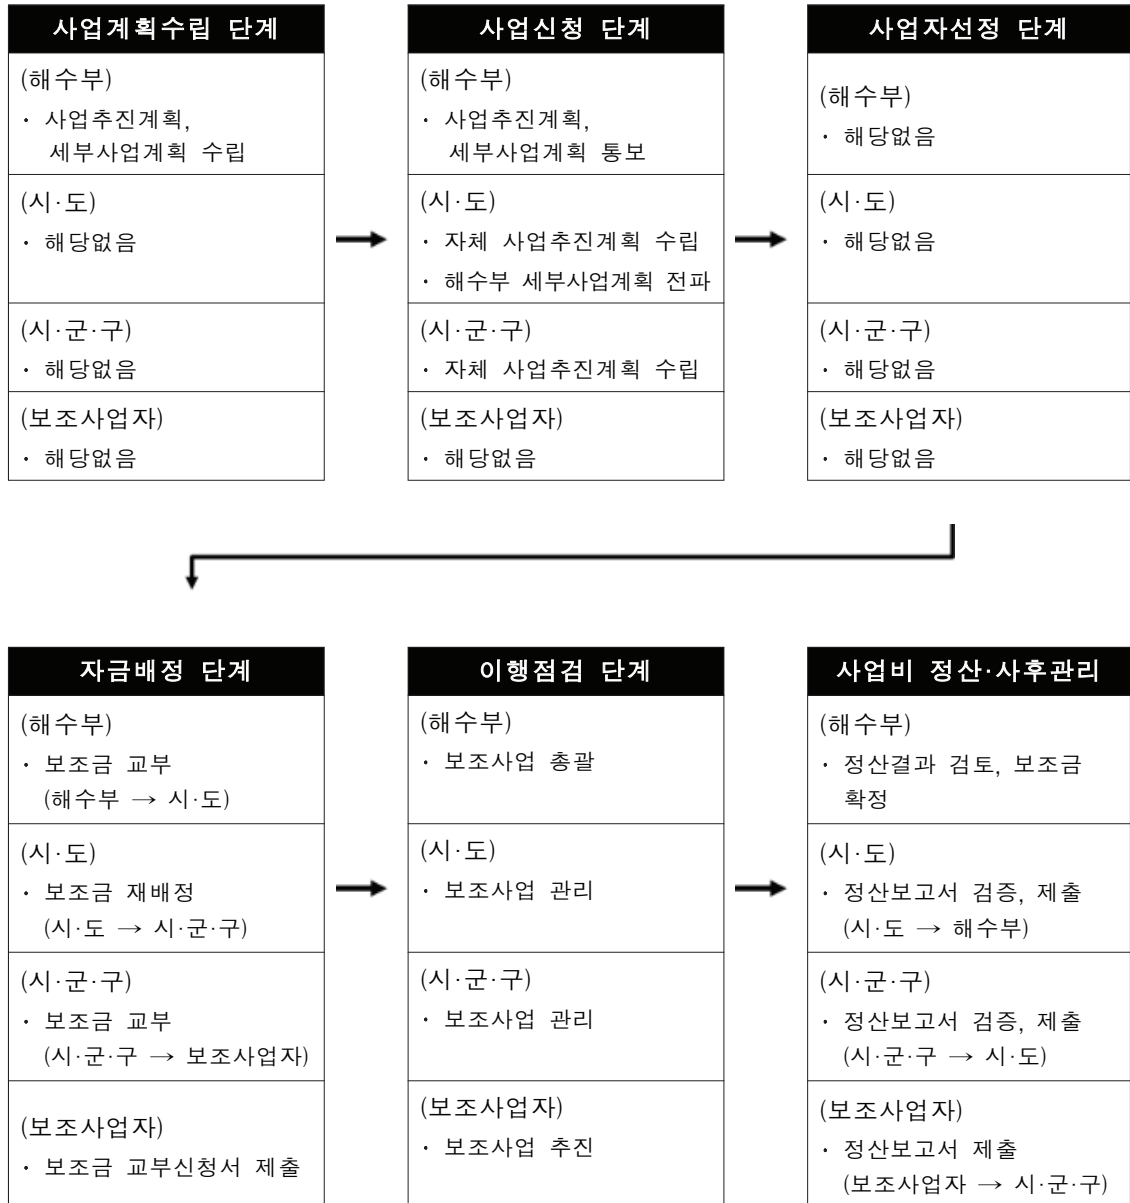 사업계획수립 단계
(해수부)
· 사업추진계획,
세부사업계획 수립
(시·도)
· 해당없음
(시·군·구)
· 해당없음
(보조사업자)
· 해당없음
사업신청 단계
(해수부)
· 사업추진계획,
세부사업계획 통보
(시·도)
· 자체 사업추진계획 수립
· 해수부 세부사업계획 전파
(시·군·구)
· 자체 사업추진계획 수립
(보조사업자)
· 해당없음
사업자선정 단계
(해수부)
· 해당없음
(시·도)
· 해당없음
(시·군·구)
· 해당없음
(보조사업자)
· 해당없음
자금배정 단계
(해수부)
· 보조금 교부
(해수부 → 시·도)
(시·도)
· 보조금 재배정
(시·도 → 시·군·구)
(시·군·구)
· 보조금 교부
(시·군·구 → 보조사업자)
(보조사업자)
· 보조금 교부신청서 제출
이행점검 단계
(해수부)
· 보조사업 총괄
(시·도)
· 보조사업 관리
(시·군·구)
· 보조사업 관리
(보조사업자)
· 보조사업 추진
사업비 정산·사후관리
(해수부)
· 정산결과 검토, 보조금
확정
(시·도)
· 정산보고서 검증, 제출
(시·도 → 해수부)
(시·군·구)
· 정산보고서 검증, 제출
(시·군·구 → 시·도)
(보조사업자)
· 정산보고서 제출
(보조사업자 → 시·군·구)